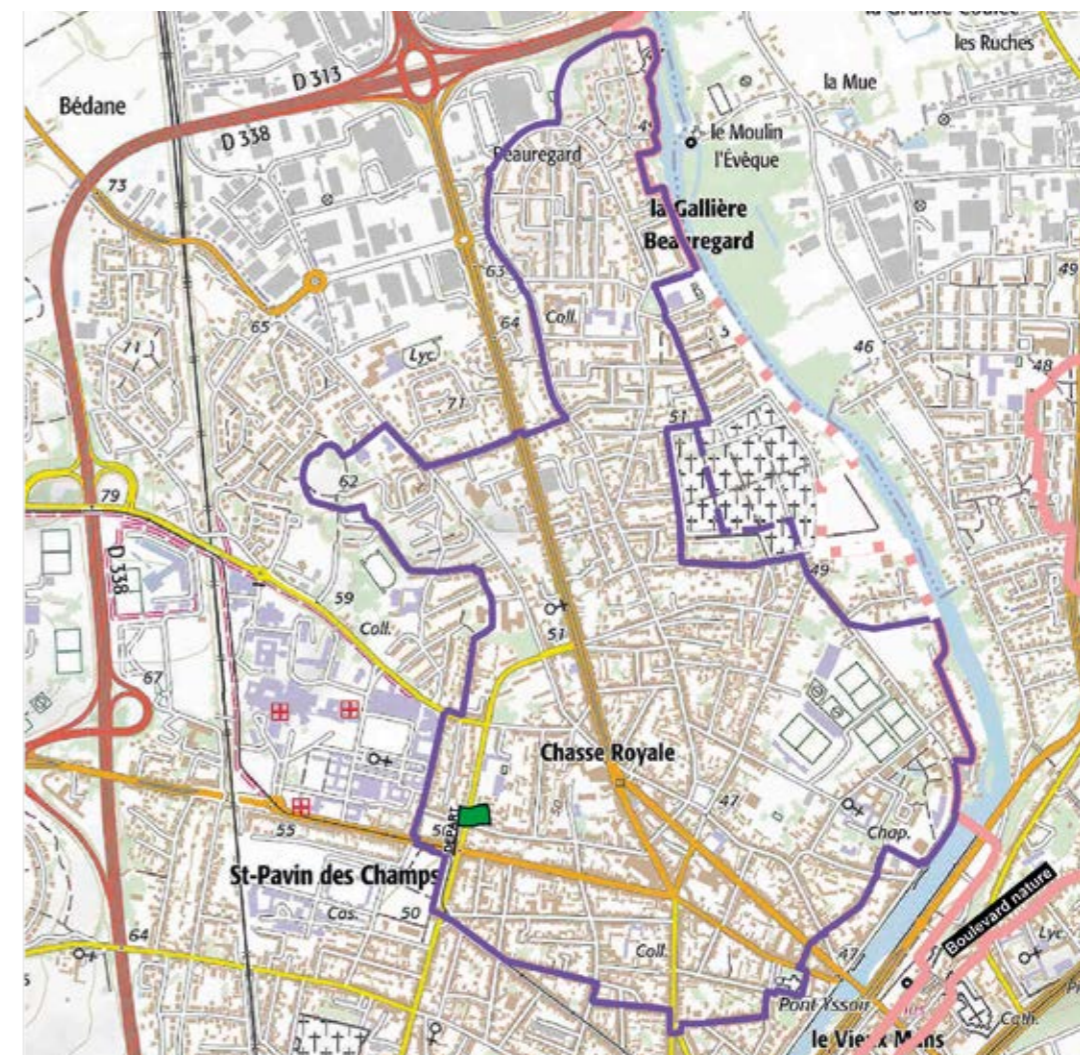 les Ruches
la Mue
D 313
Bédane
D 338
le Moulin
l'Évêque
Beauregard
73
la Gallière
Beauregard
63
49
65
64
Coll.
Lyc.
46
48
71
71
51
62
79
D 338
49
59
Coll.
51
67
Chasse Royale
47
50
55
DÉPART
50
Chap.
St-Pavin des Champs
Cas.
50
Boulevard nature
64
Coll.
47
Lyc.
Pont Yssoir
Cath.
le Vieux Mans